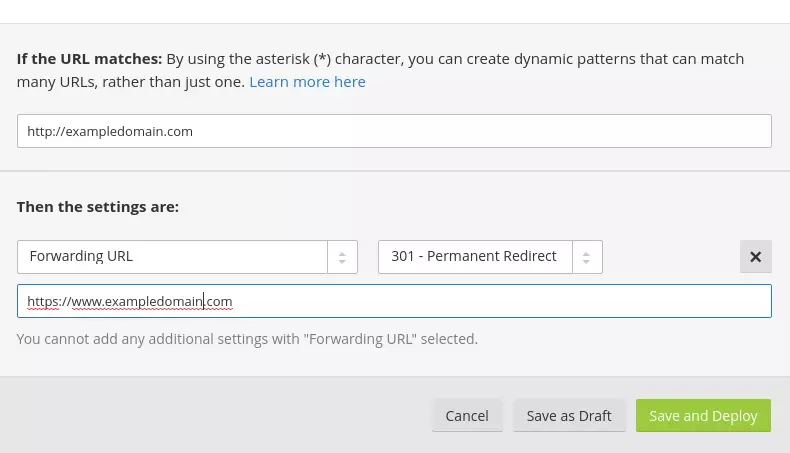 If the URL matches: By using the asterisk (*) character, you can create dynamic patterns that can match
many URLs, rather than just one. Learn more here
http://exampledomain.com
Then the settings are:
Forwarding URL
301 - Permanent Redirect
https://www.exampledomain.com
You cannot add any additional settings with "Forwarding URL" selected.
Cancel
Save as Draft
Save and Deploy